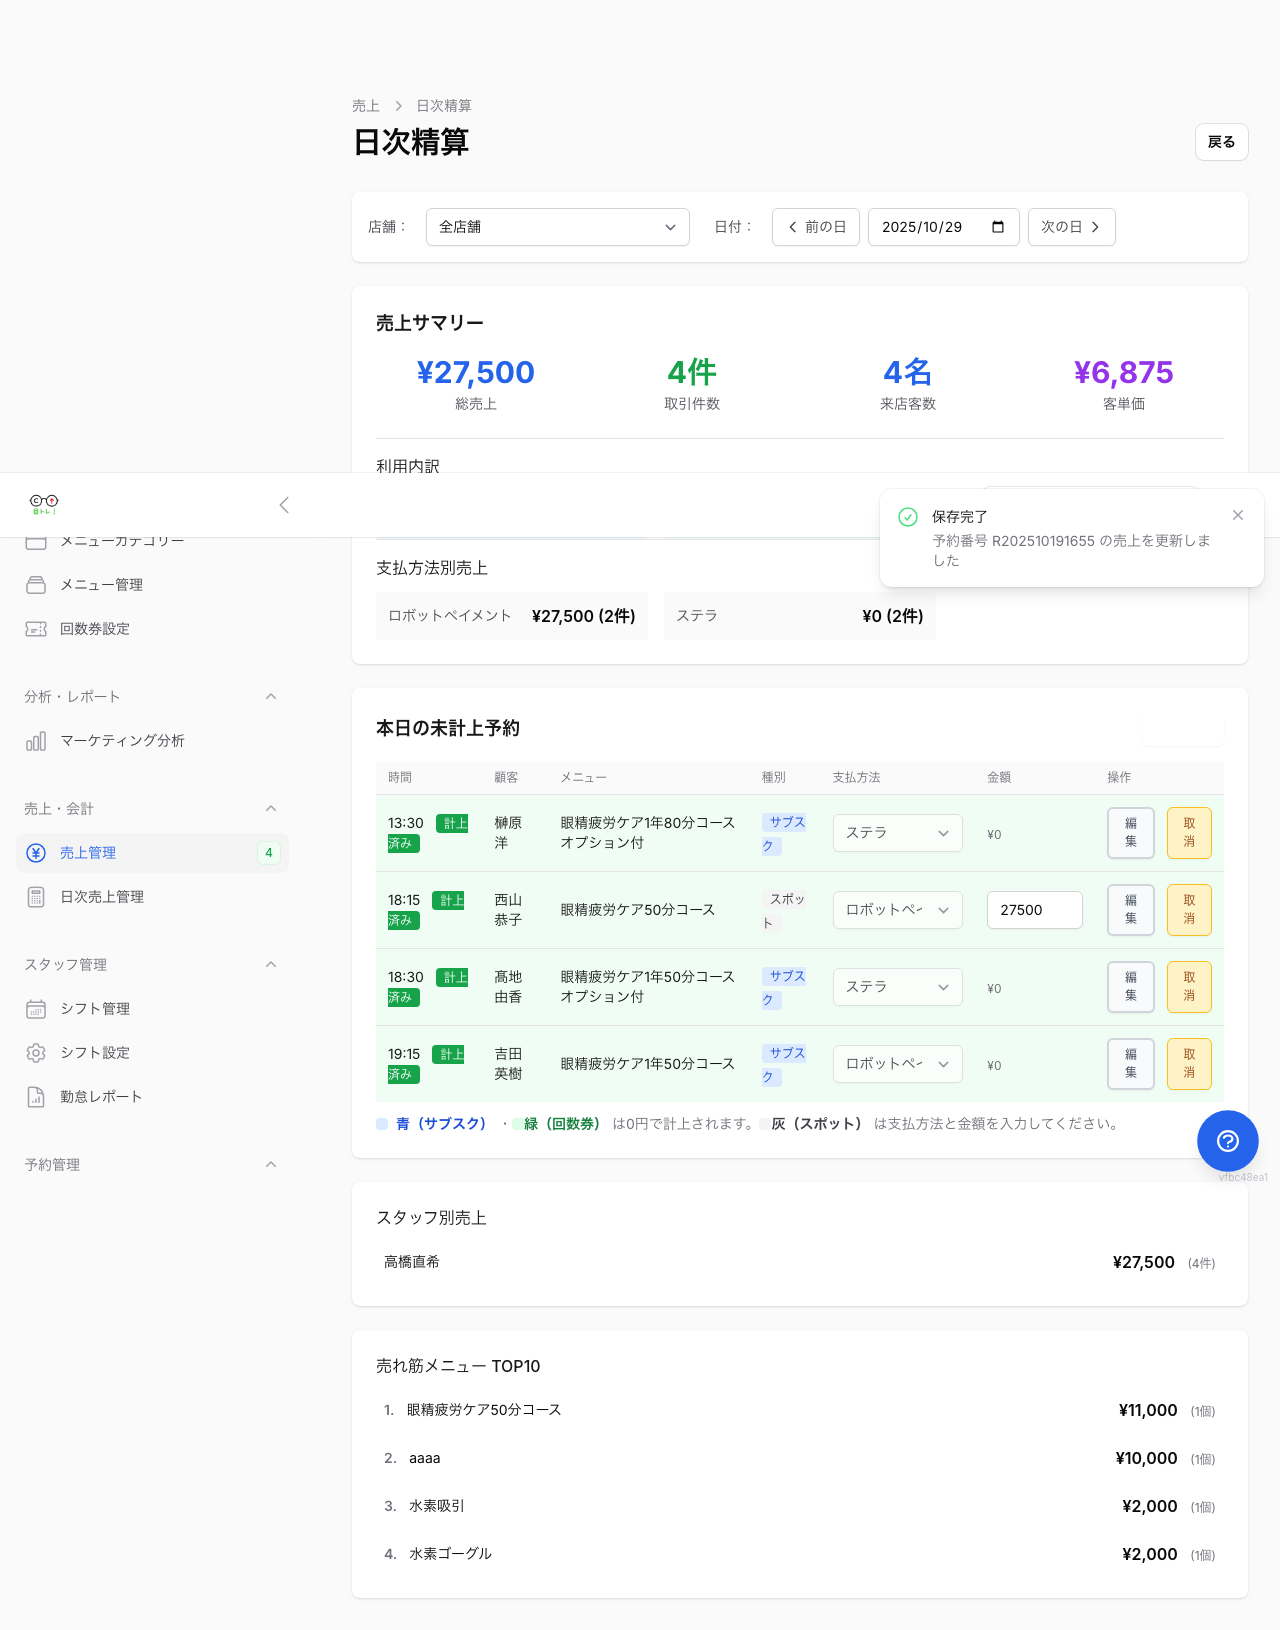 売上 > 日次精算
日次精算
戻る
店舗： 全店舗 日付： 前の日 2025/10/29 次の日
売上サマリー
¥27,500 4件 4名 ¥6,875
総売上 取引件数 来店客数 客単価
利用内訳
目トレ！
保存完了
予約番号 R202510191655 の売上を更新しま
した
メニューカテゴリー
メニュー管理
回数券設定
分析・レポート
マーケティング分析
売上・会計
売上管理 4
日次売上管理
スタッフ管理
シフト管理
シフト設定
勤怠レポート
予約管理
支払方法別売上
ロボットペイメント ¥27,500 (2件) ステラ ¥0 (2件)
本日の未計上予約
時間 顧客 メニュー 種別 支払方法 金額 操作
13:30 計上済み 榊原洋 眼精疲労ケア1年80分コースオプション付 サブスク ステラ ¥0 編集 取消
18:15 計上済み 西山恭子 眼精疲労ケア50分コース スポット ロボットペイ 27500 編集 取消
18:30 計上済み 髙地由香 眼精疲労ケア1年50分コースオプション付 サブスク ステラ ¥0 編集 取消
19:15 計上済み 吉田英樹 眼精疲労ケア1年50分コース サブスク ロボットペイ ¥0 編集 取消
青（サブスク） ・ 緑（回数券） は0円で計上されます。 灰（スポット） は支払方法と金額を入力してください。
vfbc48ea1
スタッフ別売上
高橋直希 ¥27,500 (4件)
売れ筋メニュー TOP10
1. 眼精疲労ケア50分コース ¥11,000 (1個)
2. aaaa ¥10,000 (1個)
3. 水素吸引 ¥2,000 (1個)
4. 水素ゴーグル ¥2,000 (1個)